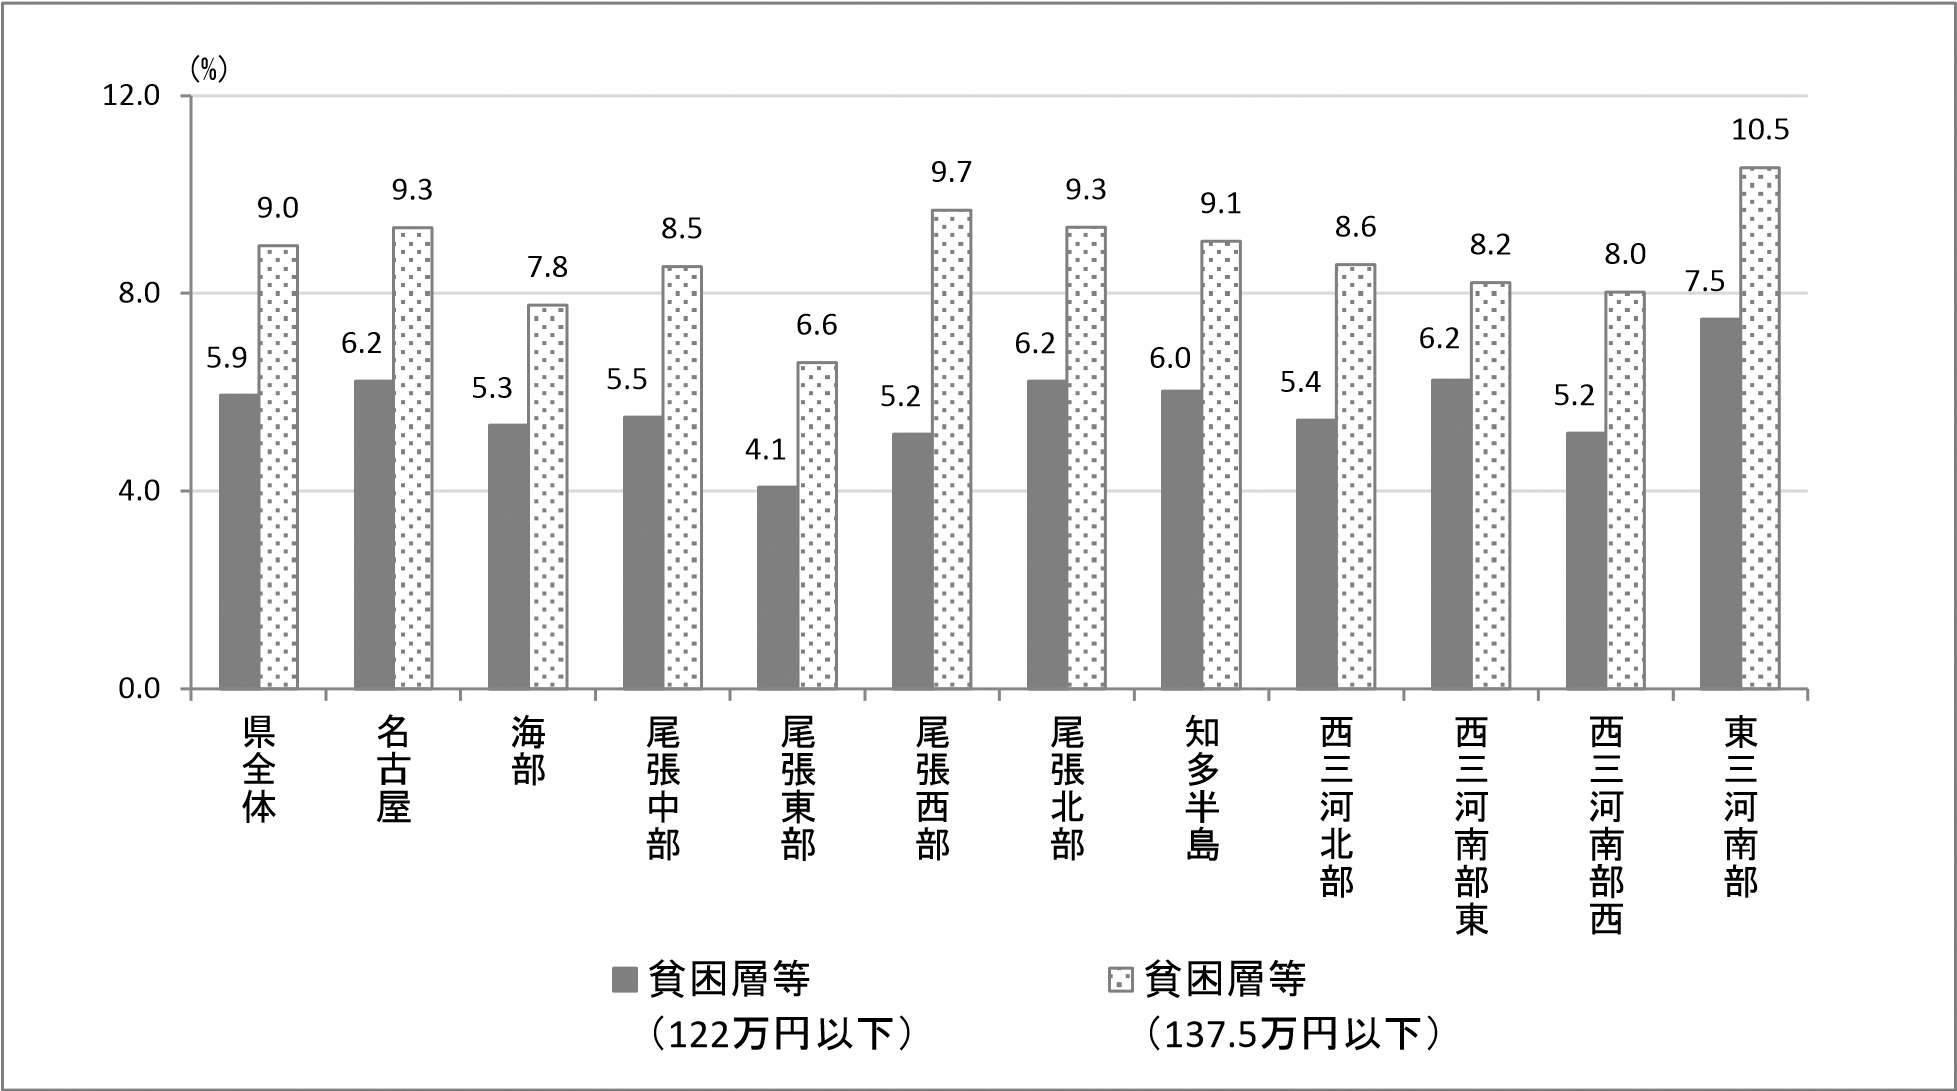 (%)
12.0
8.0
4.0
0.0
5.9
9.0
6.2
9.3
5.3
7.8
5.5
8.5
4.1
6.6
5.2
9.7
6.2
9.3
6.0
9.1
5.4
8.6
6.2
8.2
5.2
8.0
7.5
10.5
県全体
名古屋
海部
尾張中部
尾張東部
尾張西部
尾張北部
知多半島
西三河北部
西三河南部東
西三河南部西
東三河南部
貧困層等
（122万円以下）
貧困層等
（137.5万円以下）